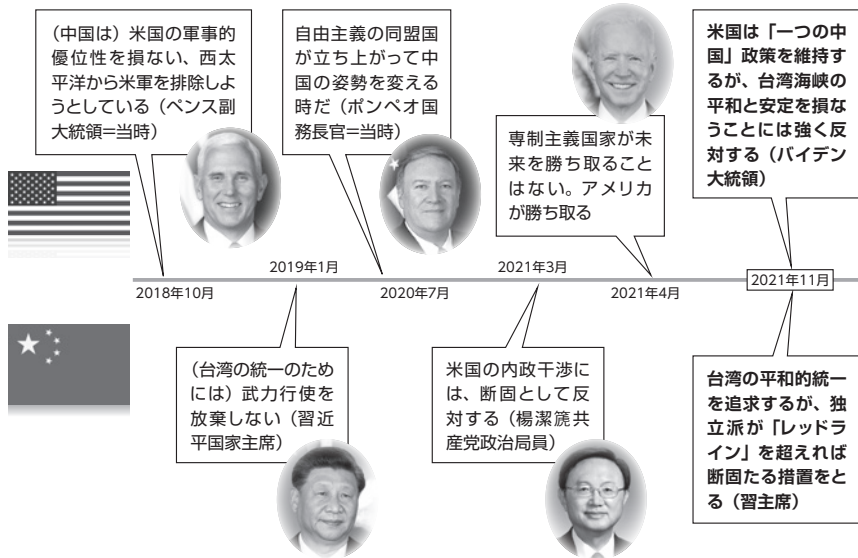 （中国は）米国の軍事的
優位性を損ない、西太
平洋から米軍を排除しよ
うとしている（ペンス副
大統領=当時）
自由主義の同盟国
が立ち上がって中
国の姿勢を変える
時だ（ポンペオ国
務長官=当時）
専制主義国家が未
来を勝ち取ること
はない。アメリカ
が勝ち取る
米国は「一つの中
国」政策を維持す
るが、台湾海峡の
平和と安定を損な
うことには強く反
対する（バイデン
大統領）
2018年10月
2019年1月
2020年7月
2021年3月
2021年4月
2021年11月
（台湾の統一のため
には）武力行使を
放棄しない（習近
平国家主席）
米国の内政干渉に
は、断固として反
対する（楊潔篪共
産党政治局員）
台湾の平和的統一
を追求するが、独
立派が「レッドラ
イン」を超えれば
断固たる措置をと
る（習主席）